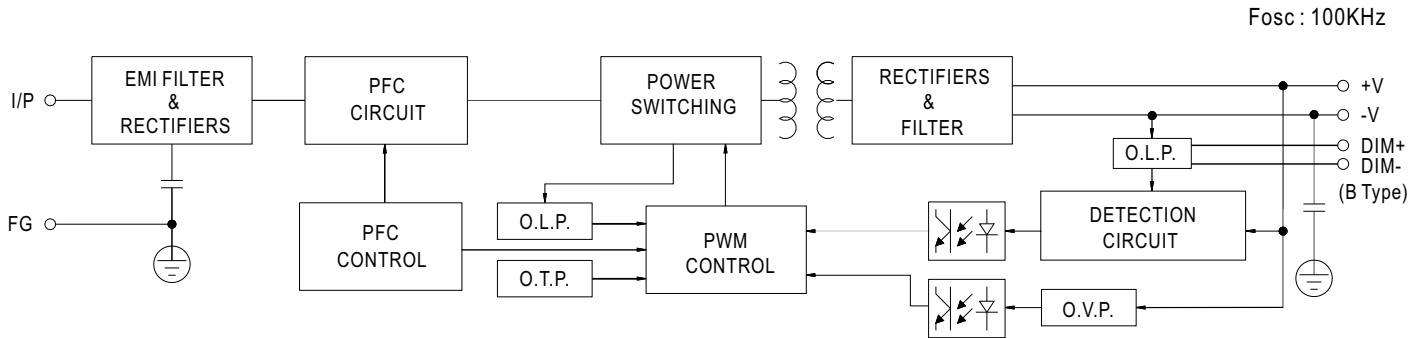 Fosc : 100KHz
I/P
EMI FILTER
&
RECTIFIERS
PFC
CIRCUIT
POWER
SWITCHING
RECTIFIERS
&
FILTER
+V
-V
DIM+
DIM-
(B Type)
O.L.P.
FG
PFC
CONTROL
O.L.P.
O.T.P.
PWM
CONTROL
DETECTION
CIRCUIT
O.V.P.